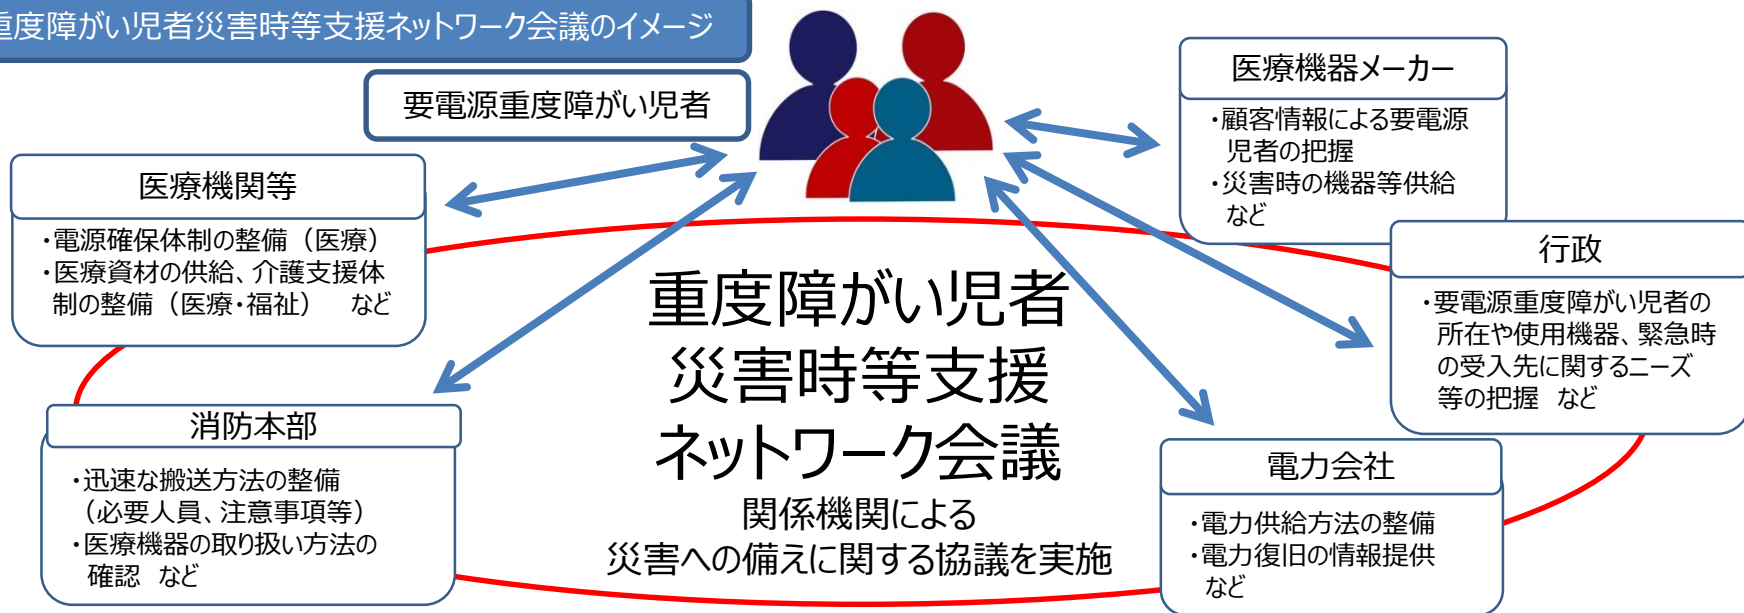 重度障がい児者災害時等支援ネットワーク会議のイメージ
要電源重度障がい児者
医療機関等
・電源確保体制の整備（医療）
・医療資材の供給、介護支援体
制の整備（医療・福祉）　など
消防本部
・迅速な搬送方法の整備
（必要人員、注意事項等）
・医療機器の取り扱い方法の
確認　など
重度障がい児者
災害時等支援
ネットワーク会議
関係機関による
災害への備えに関する協議を実施
医療機器メーカー
・顧客情報による要電源
児者の把握
・災害時の機器等供給
など
行政
・要電源重度障がい児者の
所在や使用機器、緊急時
の受入先に関するニーズ
等の把握　など
電力会社
・電力供給方法の整備
・電力復旧の情報提供
など